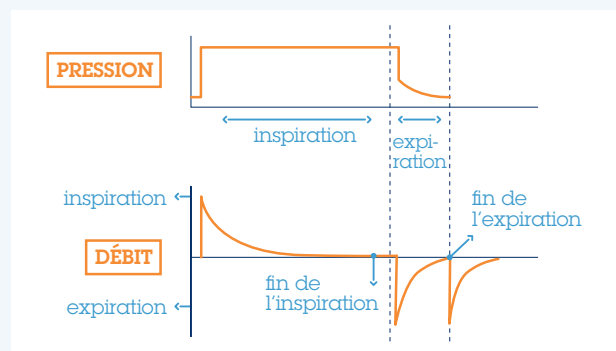 PRESSION
inspiration
expi-
ration
inspiration
fin de
l’expiration
DÉBIT
fin de
l’inspiration
expiration